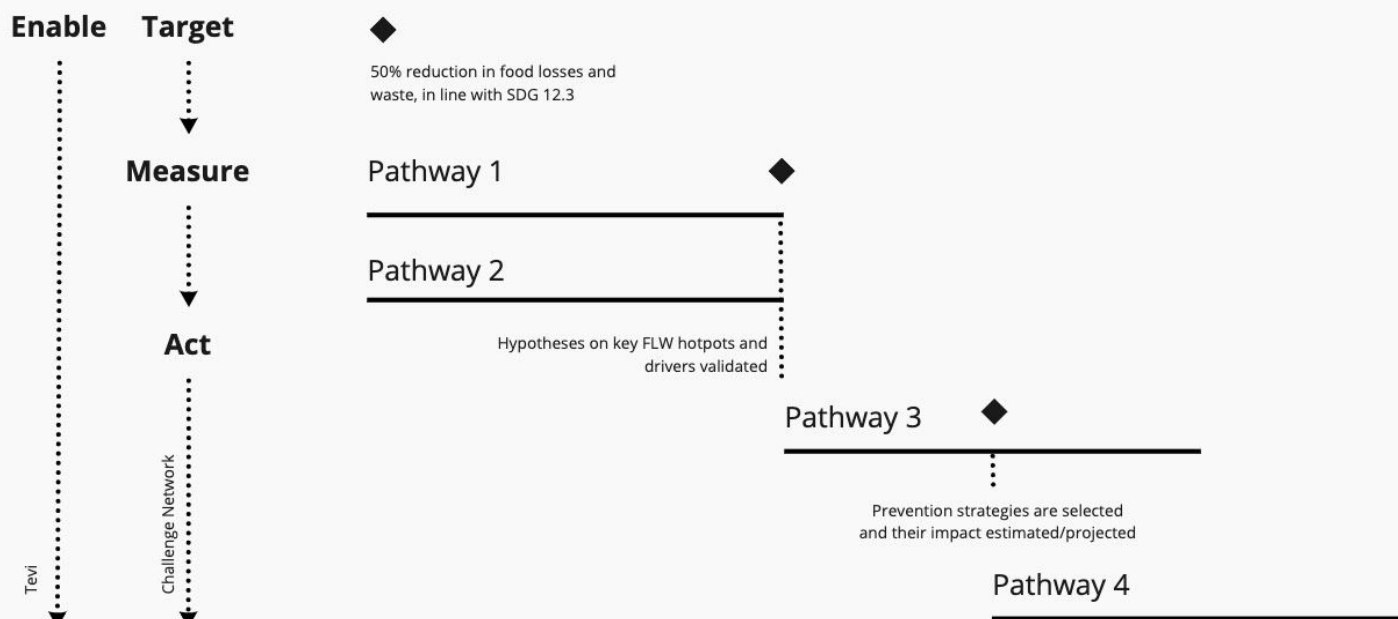 Enable
Target
50% reduction in food losses and
waste, in line with SDG 12.3
Measure
Pathway 1
Pathway 2
Act
Hypotheses on key FLW hotpots and
drivers validated
Pathway 3
Challenge Network
Prevention strategies are selected
and their impact estimated/projected
Tevi
Pathway 4